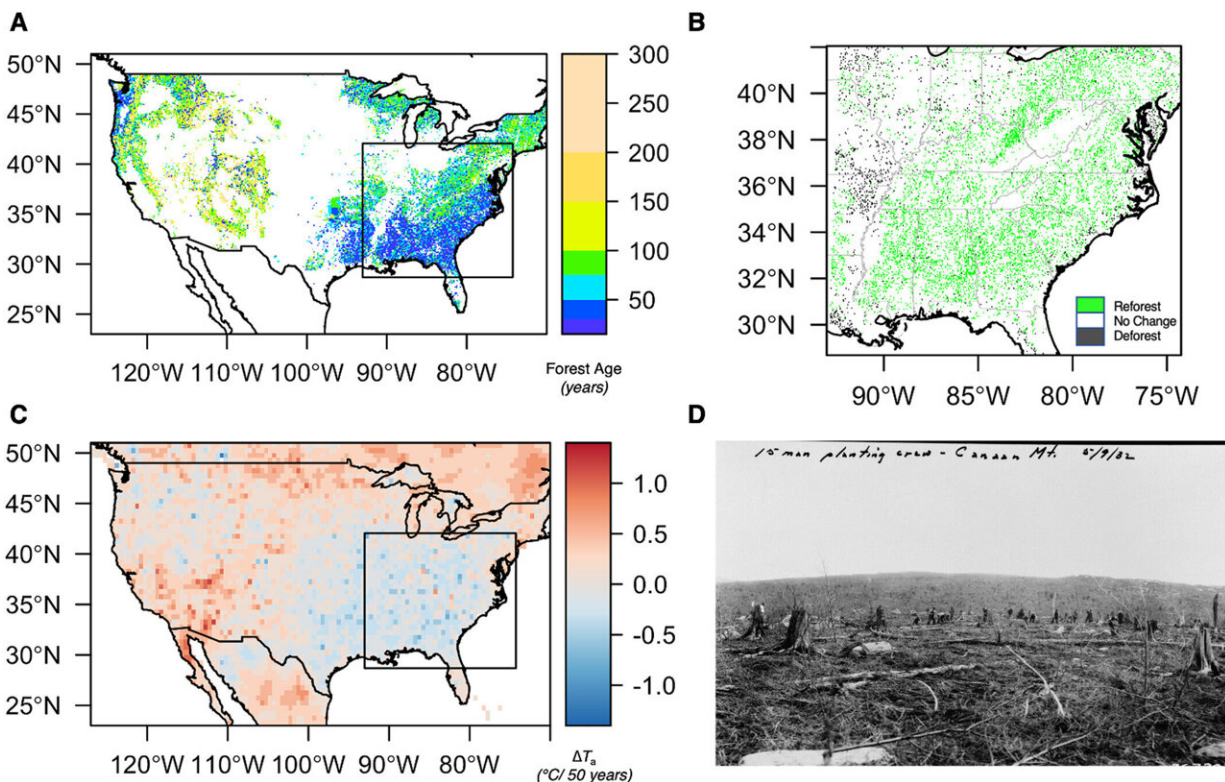 A
50°N
45°N
40°N
35°N
30°N
25°N
120°W 110°W 100°W 90°W 80°W
300
250
200
150
100
50
Forest Age
(years)
B
40°N
38°N
36°N
34°N
32°N
30°N
90°W 85°W 80°W 75°W
Reforest
No Change
Deforest
C
50°N
45°N
40°N
35°N
30°N
25°N
120°W 110°W 100°W 90°W 80°W
1.0
0.5
0.0
-0.5
-1.0
ΔTa
(°C/ 50 years)
D
15 man planting crew - Canaan Mt. 5/9/32